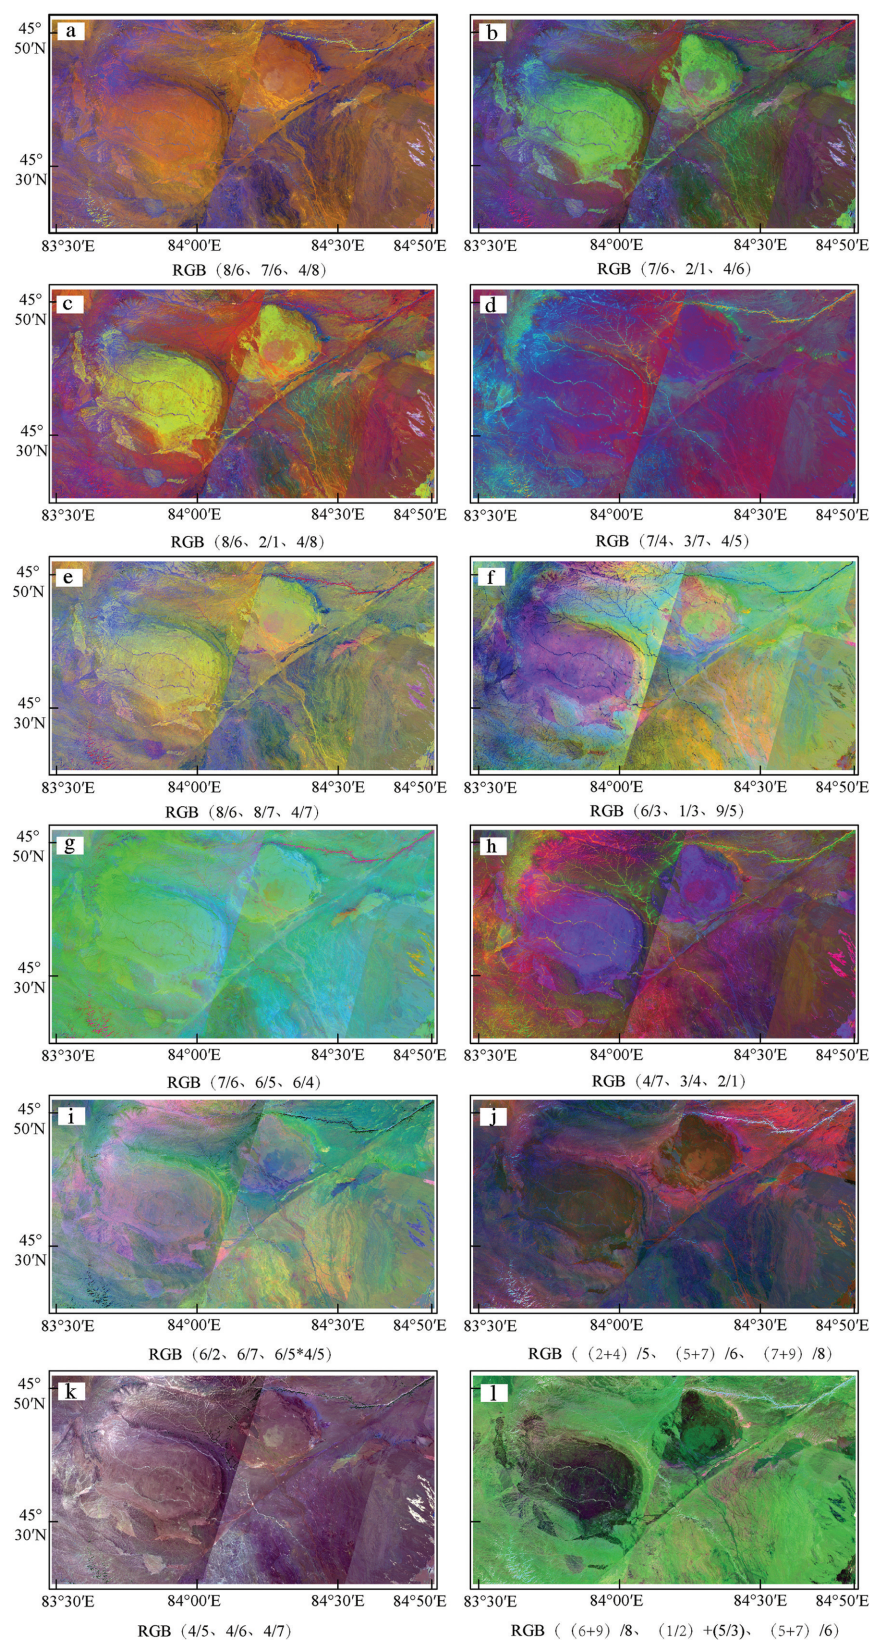 a
b
45°
50′N
45°
30′N
83°30′E 84°00′E 84°30′E 84°50′E
83°30′E 84°00′E 84°30′E 84°50′E
RGB (8/6、7/6、4/8)
RGB (7/6、2/1、4/6)
c
d
45°
50′N
45°
30′N
83°30′E 84°00′E 84°30′E 84°50′E
83°30′E 84°00′E 84°30′E 84°50′E
RGB (8/6、2/1、4/8)
RGB (7/4、3/7、4/5)
e
f
45°
50′N
45°
30′N
83°30′E 84°00′E 84°30′E 84°50′E
83°30′E 84°00′E 84°30′E 84°50′E
RGB (8/6、8/7、4/7)
RGB (6/3、1/3、9/5)
g
h
45°
50′N
45°
30′N
83°30′E 84°00′E 84°30′E 84°50′E
83°30′E 84°00′E 84°30′E 84°50′E
RGB (7/6、6/5、6/4)
RGB (4/7、3/4、2/1)
i
j
45°
50′N
45°
30′N
83°30′E 84°00′E 84°30′E 84°50′E
83°30′E 84°00′E 84°30′E 84°50′E
RGB (6/2、6/7、6/5*4/5)
RGB ( (2+4) /5、 (5+7) /6、 (7+9) /8)
k
l
45°
50′N
45°
30′N
83°30′E 84°00′E 84°30′E 84°50′E
83°30′E 84°00′E 84°30′E 84°50′E
RGB (4/5、4/6、4/7)
RGB ( (6+9) /8、 (1/2) +(5/3)、 (5+7) /6)